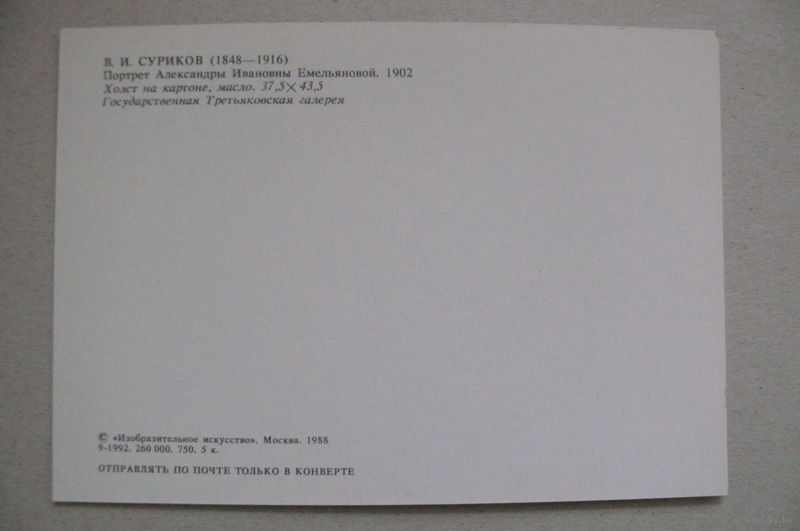 В. И. СУРИКОВ (1848—1916)
Портрет Александры Ивановны Емельяновой. 1902
Холст на картоне, масло. 37,5×43,5
Государственная Третьяковская галерея
© «Изобразительное искусство». Москва. 1988
9-1992. 260 000. 750. 5 к.
ОТПРАВЛЯТЬ ПО ПОЧТЕ ТОЛЬКО В КОНВЕРТЕ